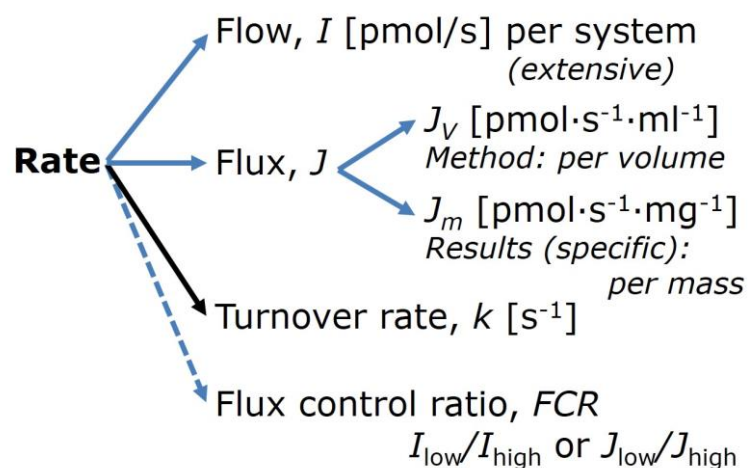 Flow, I [pmol/s] per system
(extensive)
Rate
Flux, J
J_V [pmol·s⁻¹·ml⁻¹]
Method: per volume
J_m [pmol·s⁻¹·mg⁻¹]
Results (specific):
per mass
Turnover rate, k [s⁻¹]
Flux control ratio, FCR
I_low/I_high or J_low/J_high